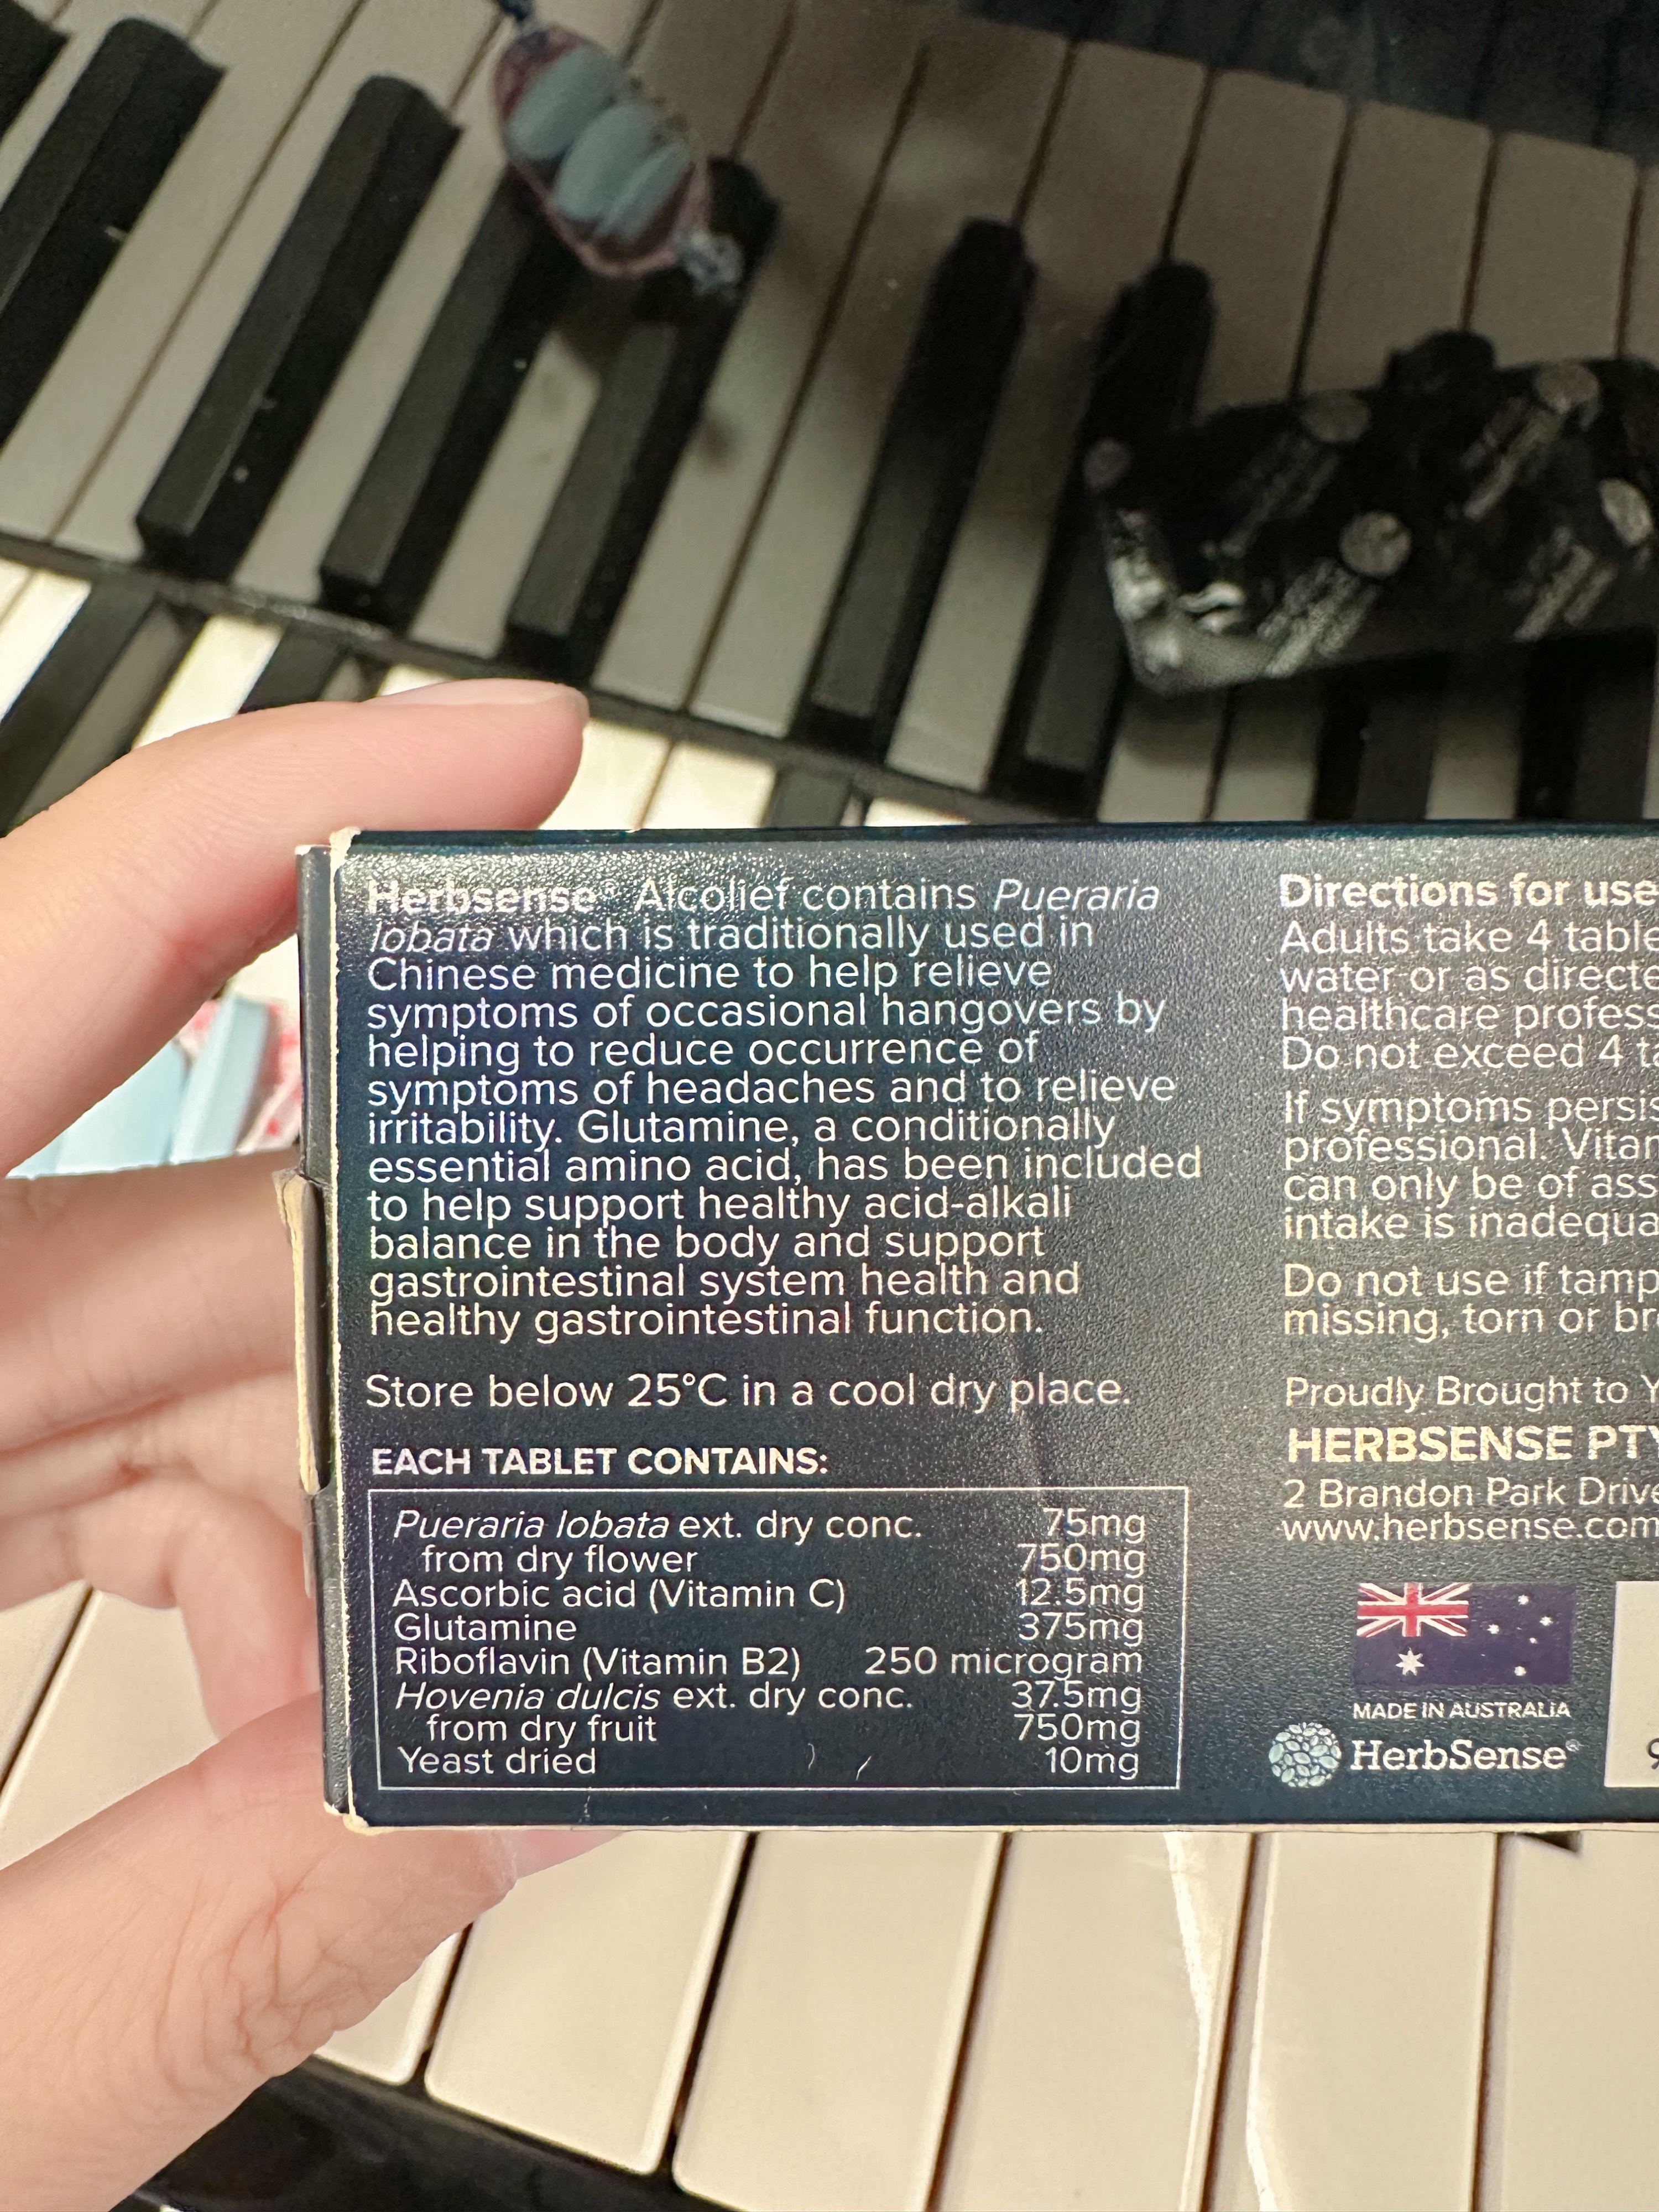 Herbsense® Alcolief contains Pueraria
lobata which is traditionally used in
Chinese medicine to help relieve
symptoms of occasional hangovers by
helping to reduce occurrence of
symptoms of headaches and to relieve
irritability. Glutamine, a conditionally
essential amino acid, has been included
to help support healthy acid-alkali
balance in the body and support
gastrointestinal system health and
healthy gastrointestinal function.
Store below 25°C in a cool dry place.
EACH TABLET CONTAINS:
Pueraria lobata ext. dry conc. 75mg
from dry flower 750mg
Ascorbic acid (Vitamin C) 12.5mg
Glutamine 375mg
Riboflavin (Vitamin B2) 250 microgram
Hovenia dulcis ext. dry conc. 37.5mg
from dry fruit 750mg
Yeast dried 10mg
Directions for use
Adults take 4
water or as
healthcare
Do not exceed 4
If symptoms
professional.
can only be of
intake is
Do not use if
missing, torn or
Proudly Brought to
HERBSENSE
2 Brandon Park Drive
www.herbsense.com
MADE IN AUSTRALIA
HerbSense®